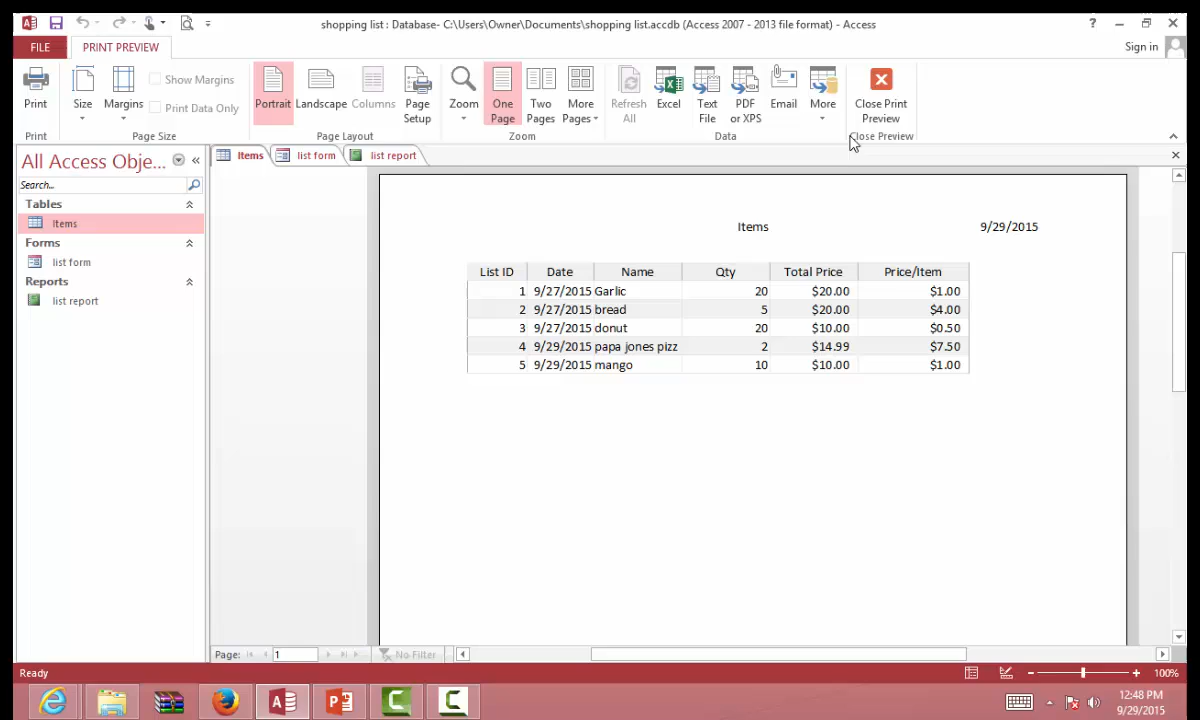 shopping list : Database- C:\Users\Owner\Documents\shopping list.accdb (Access 2007 - 2013 file format) - Access
?
FILE PRINT PREVIEW Sign in
Show Margins
Print Data Only
Print Size Margins Portrait Landscape Columns Page Setup Zoom One Page Two Pages More Pages Refresh All Excel Text File PDF or XPS Email More Close Print Preview
Print Page Size Page Layout Zoom Data Close Preview
All Access Obje... «
Items list form list report
Search...
Tables
Items
Forms
list form
Reports
list report
Items 9/29/2015
List ID Date Name Qty Total Price Price/Item
1 9/27/2015 Garlic 20 $20.00 $1.00
2 9/27/2015 bread 5 $20.00 $4.00
3 9/27/2015 donut 20 $10.00 $0.50
4 9/29/2015 papa jones pizz 2 $14.99 $7.50
5 9/29/2015 mango 10 $10.00 $1.00
Page: 1 No Filter
Ready 100%
12:48 PM
9/29/2015